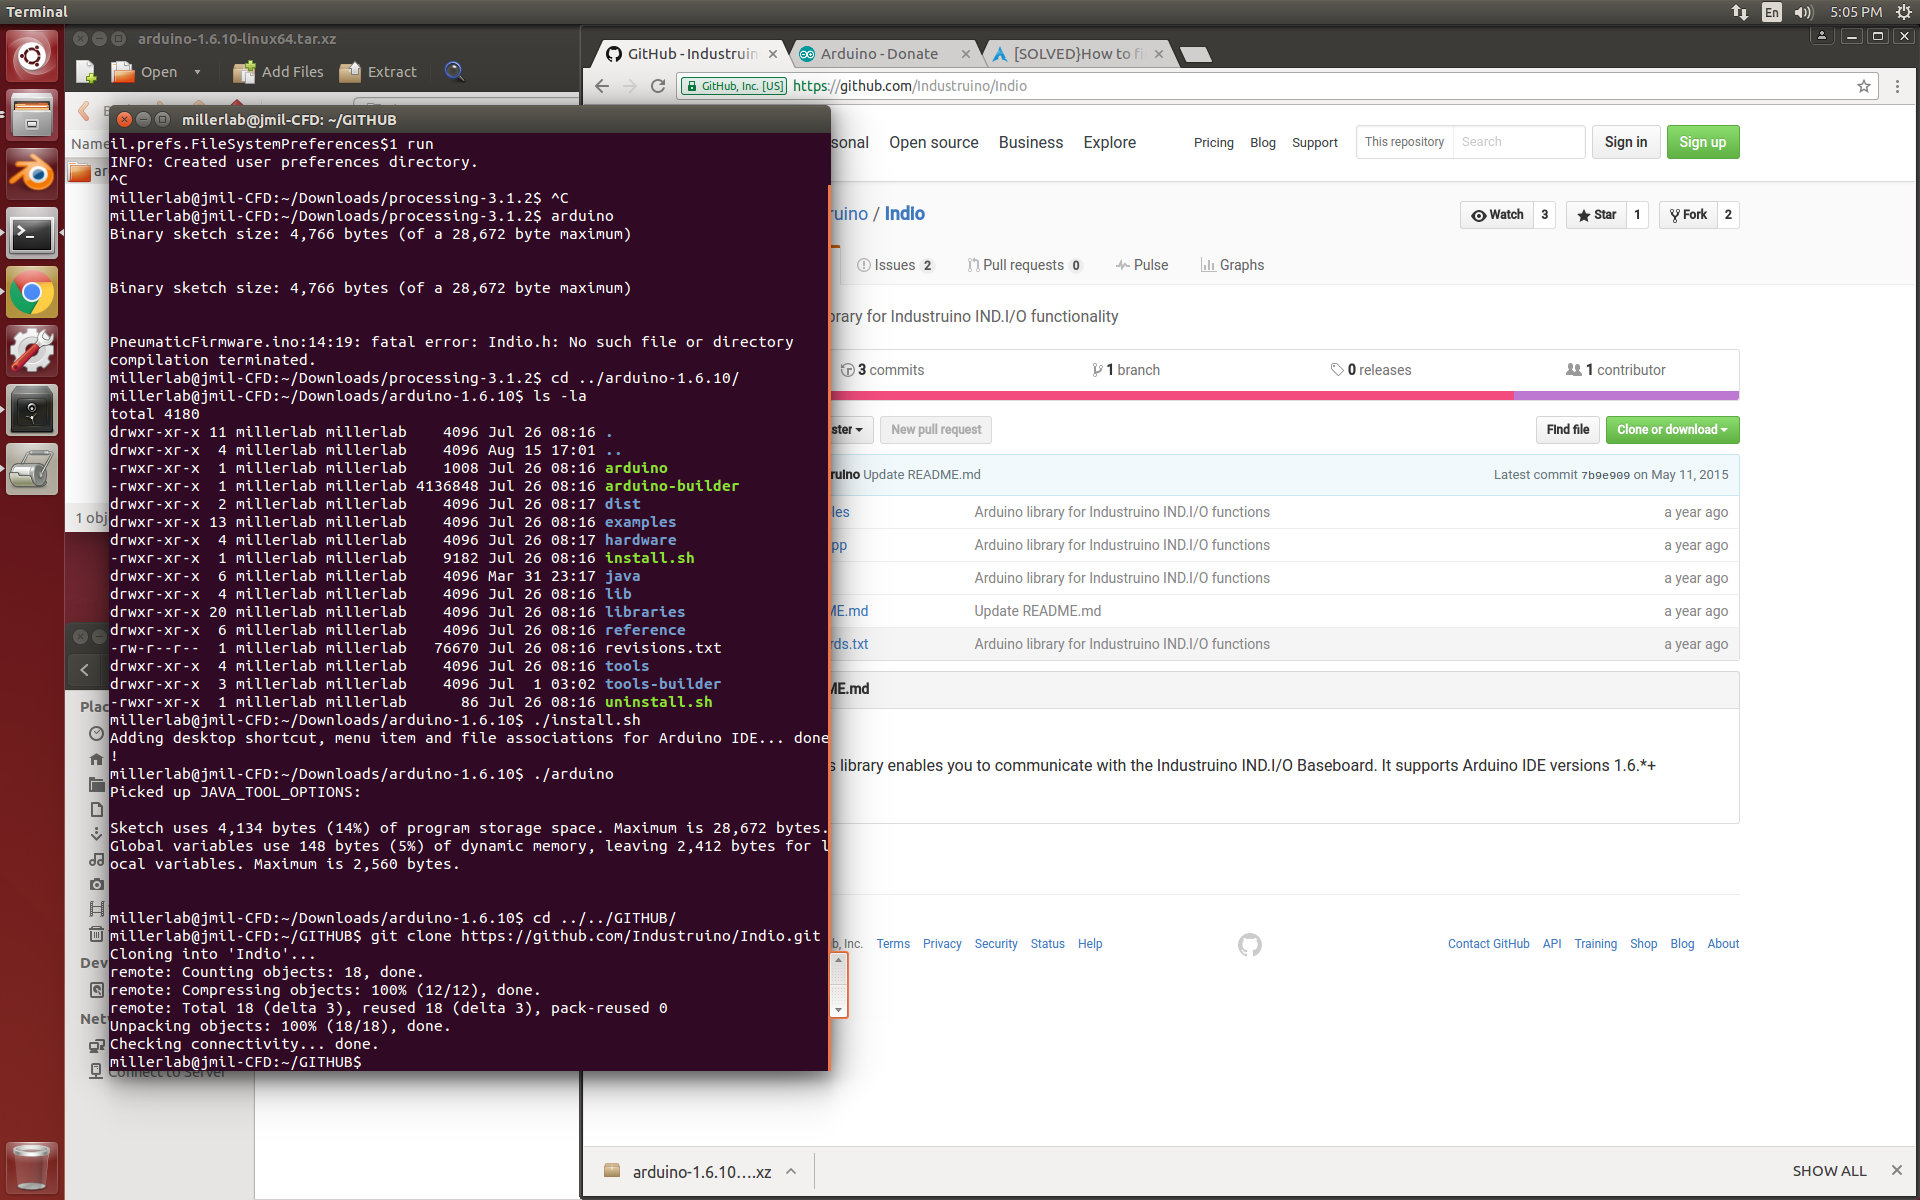 Terminal
En
5:05 PM
arduino-1.6.10-linux64.tar.xz
Open
Add Files
Extract
Name
ar
1 obj
Plac
Dev
Net
Connect to Server
millerlab@jmil-CFD: ~/GITHUB
il.prefs.FileSystemPreferences$1 run
INFO: Created user preferences directory.
^C
millerlab@jmil-CFD:~/Downloads/processing-3.1.2$ ^C
millerlab@jmil-CFD:~/Downloads/processing-3.1.2$ arduino
Binary sketch size: 4,766 bytes (of a 28,672 byte maximum)
Binary sketch size: 4,766 bytes (of a 28,672 byte maximum)
PneumaticFirmware.ino:14:19: fatal error: Indio.h: No such file or directory
compilation terminated.
millerlab@jmil-CFD:~/Downloads/processing-3.1.2$ cd ../arduino-1.6.10/
millerlab@jmil-CFD:~/Downloads/arduino-1.6.10$ ls -la
total 4180
drwxr-xr-x 11 millerlab millerlab    4096 Jul 26 08:16 .
drwxr-xr-x  4 millerlab millerlab    4096 Aug 15 17:01 ..
-rwxr-xr-x  1 millerlab millerlab    1008 Jul 26 08:16 arduino
-rwxr-xr-x  1 millerlab millerlab 4136848 Jul 26 08:16 arduino-builder
drwxr-xr-x  2 millerlab millerlab    4096 Jul 26 08:17 dist
drwxr-xr-x 13 millerlab millerlab    4096 Jul 26 08:16 examples
drwxr-xr-x  4 millerlab millerlab    4096 Jul 26 08:17 hardware
-rwxr-xr-x  1 millerlab millerlab    9182 Jul 26 08:16 install.sh
drwxr-xr-x  6 millerlab millerlab    4096 Mar 31 23:17 java
drwxr-xr-x  4 millerlab millerlab    4096 Jul 26 08:16 lib
drwxr-xr-x 20 millerlab millerlab    4096 Jul 26 08:16 libraries
drwxr-xr-x  6 millerlab millerlab    4096 Jul 26 08:16 reference
-rw-r--r--  1 millerlab millerlab   76670 Jul 26 08:16 revisions.txt
drwxr-xr-x  4 millerlab millerlab    4096 Jul 26 08:16 tools
drwxr-xr-x  3 millerlab millerlab    4096 Jul  1 03:02 tools-builder
-rwxr-xr-x  1 millerlab millerlab      86 Jul 26 08:16 uninstall.sh
millerlab@jmil-CFD:~/Downloads/arduino-1.6.10$ ./install.sh
Adding desktop shortcut, menu item and file associations for Arduino IDE... done
!
millerlab@jmil-CFD:~/Downloads/arduino-1.6.10$ ./arduino
Picked up JAVA_TOOL_OPTIONS:
Sketch uses 4,134 bytes (14%) of program storage space. Maximum is 28,672 bytes.
Global variables use 148 bytes (5%) of dynamic memory, leaving 2,412 bytes for l
ocal variables. Maximum is 2,560 bytes.
millerlab@jmil-CFD:~/Downloads/arduino-1.6.10$ cd ../../GITHUB/
millerlab@jmil-CFD:~/GITHUB$ git clone https://github.com/Industruino/Indio.git
Cloning into 'Indio'...
remote: Counting objects: 18, done.
remote: Compressing objects: 100% (12/12), done.
remote: Total 18 (delta 3), reused 18 (delta 3), pack-reused 0
Unpacking objects: 100% (18/18), done.
Checking connectivity... done.
millerlab@jmil-CFD:~/GITHUB$
GitHub - Industruin
Arduino - Donate
[SOLVED]How to fi
GitHub, Inc. [US] https://github.com/Industruino/Indio
sonal Open source Business Explore Pricing Blog Support This repository Search Sign in Sign up
uino / Indio
Watch 3 Star 1 Fork 2
Issues 2 Pull requests 0 Pulse Graphs
rary for Industruino IND.I/O functionality
3 commits 1 branch 0 releases 1 contributor
ster New pull request Find file Clone or download
ruino Update README.md Latest commit 7b9e909 on May 11, 2015
les Arduino library for Industruino IND.I/O functions a year ago
pp Arduino library for Industruino IND.I/O functions a year ago
Arduino library for Industruino IND.I/O functions a year ago
ME.md Update README.md a year ago
rds.txt Arduino library for Industruino IND.I/O functions a year ago
ME.md
s library enables you to communicate with the Industruino IND.I/O Baseboard. It supports Arduino IDE versions 1.6.*+
b, Inc. Terms Privacy Security Status Help Contact GitHub API Training Shop Blog About
arduino-1.6.10....xz
SHOW ALL